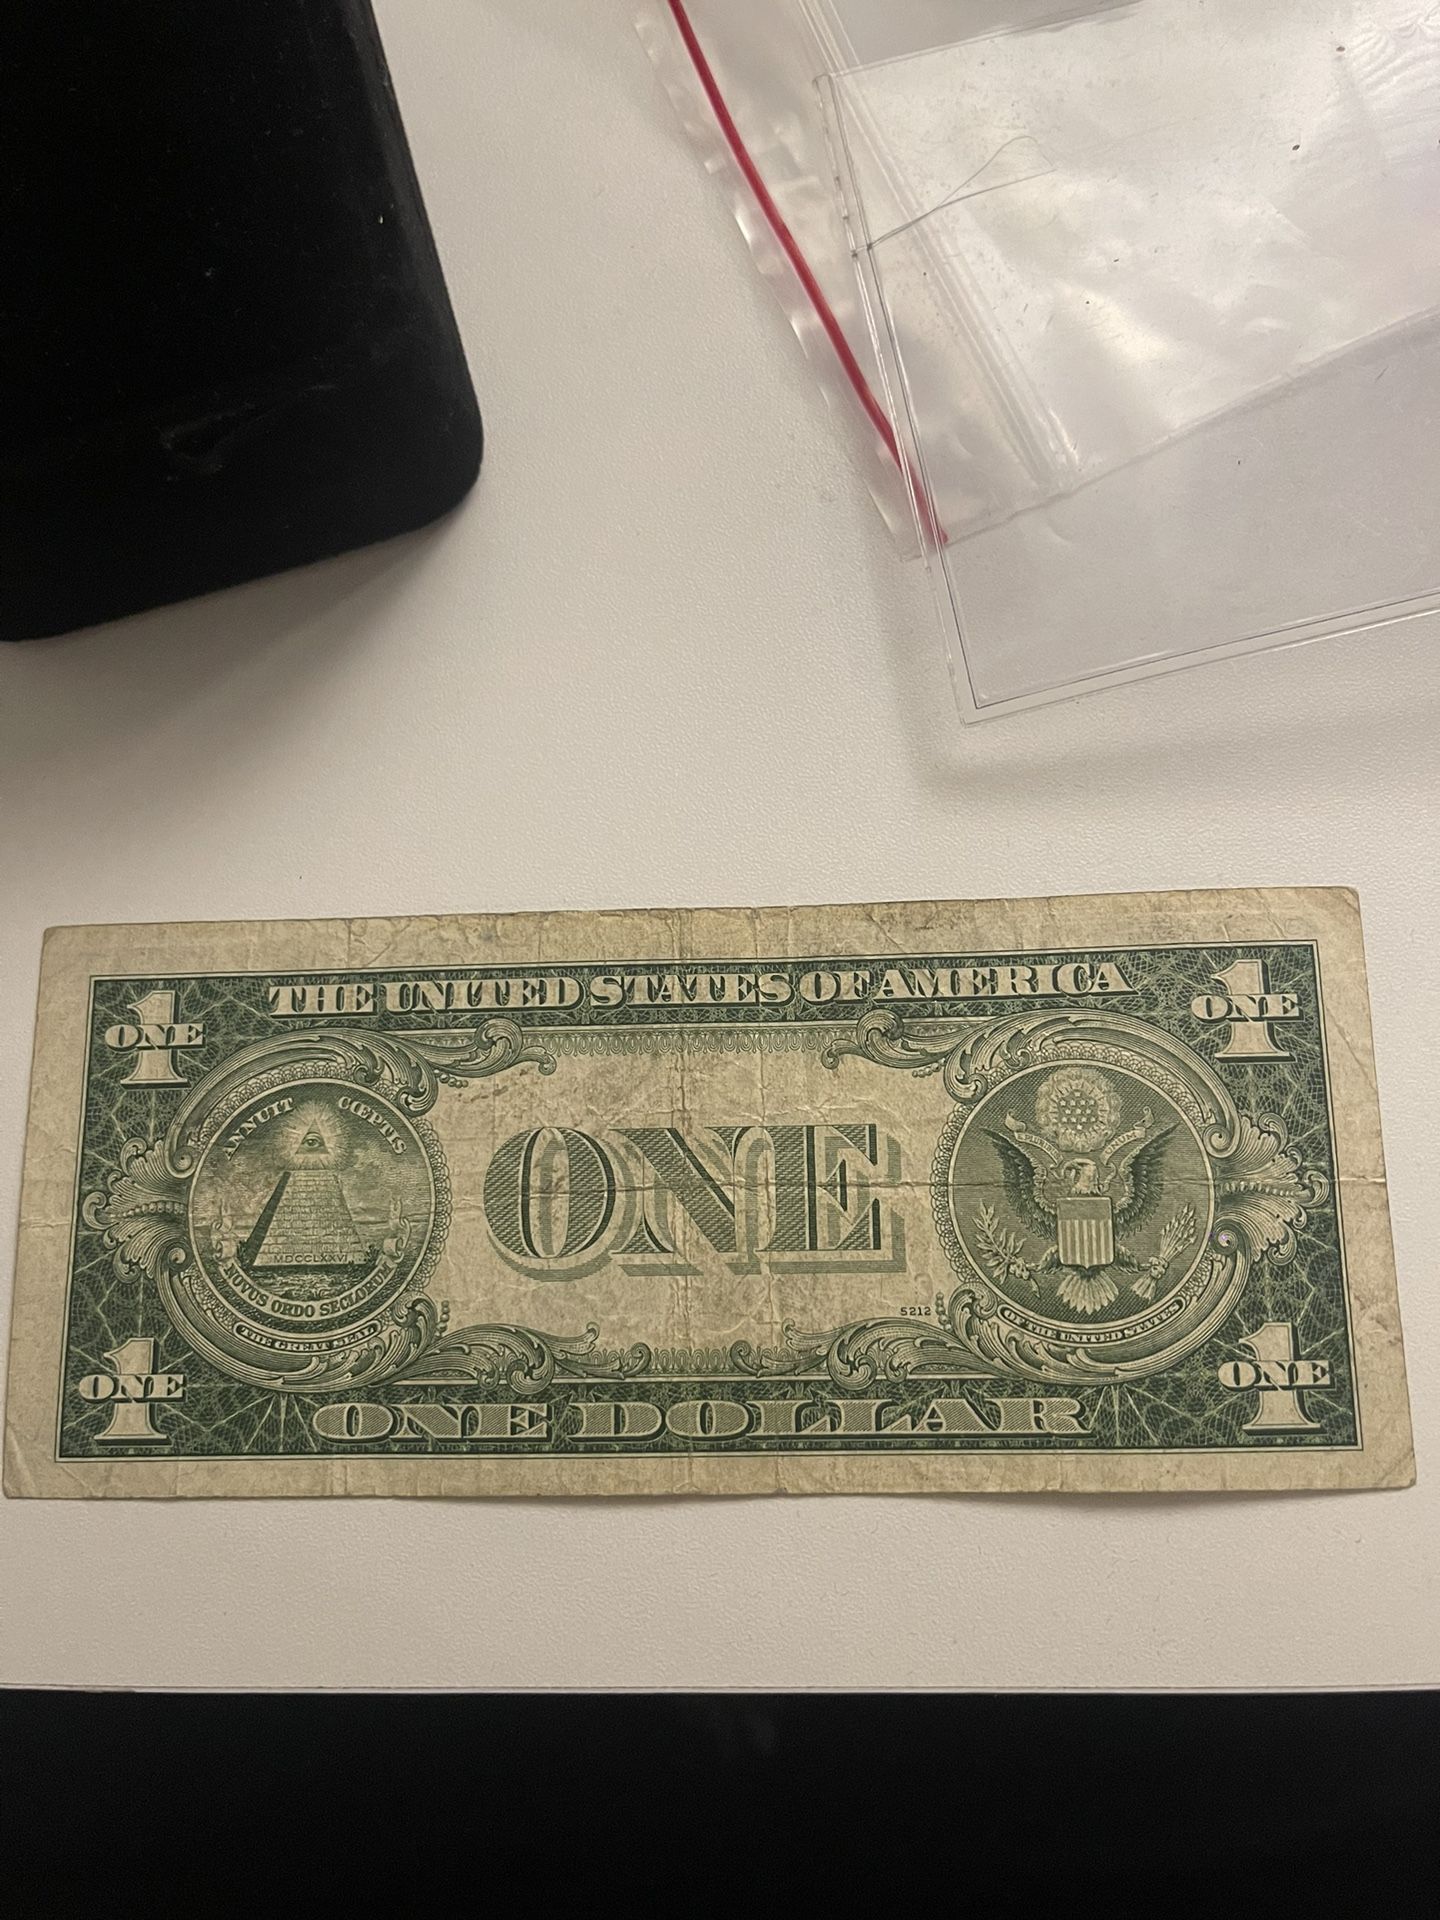 THE UNITED STATES OF AMERICA
1 ONE
1 ONE
ANNUIT CŒPTIS
MDCCLXXVI
NOVUS ORDO SECLORUM
THE GREAT SEAL
ONE
5212
OF THE UNITED STATES
1 ONE
1 ONE
ONE DOLLAR